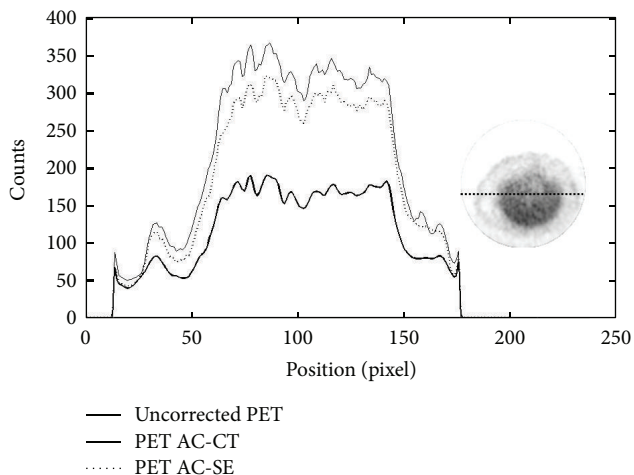 400
350
300
250
200
150
100
50
0
Counts
0 50 100 150 200 250
Position (pixel)
Uncorrected PET
PET AC-CT
PET AC-SE